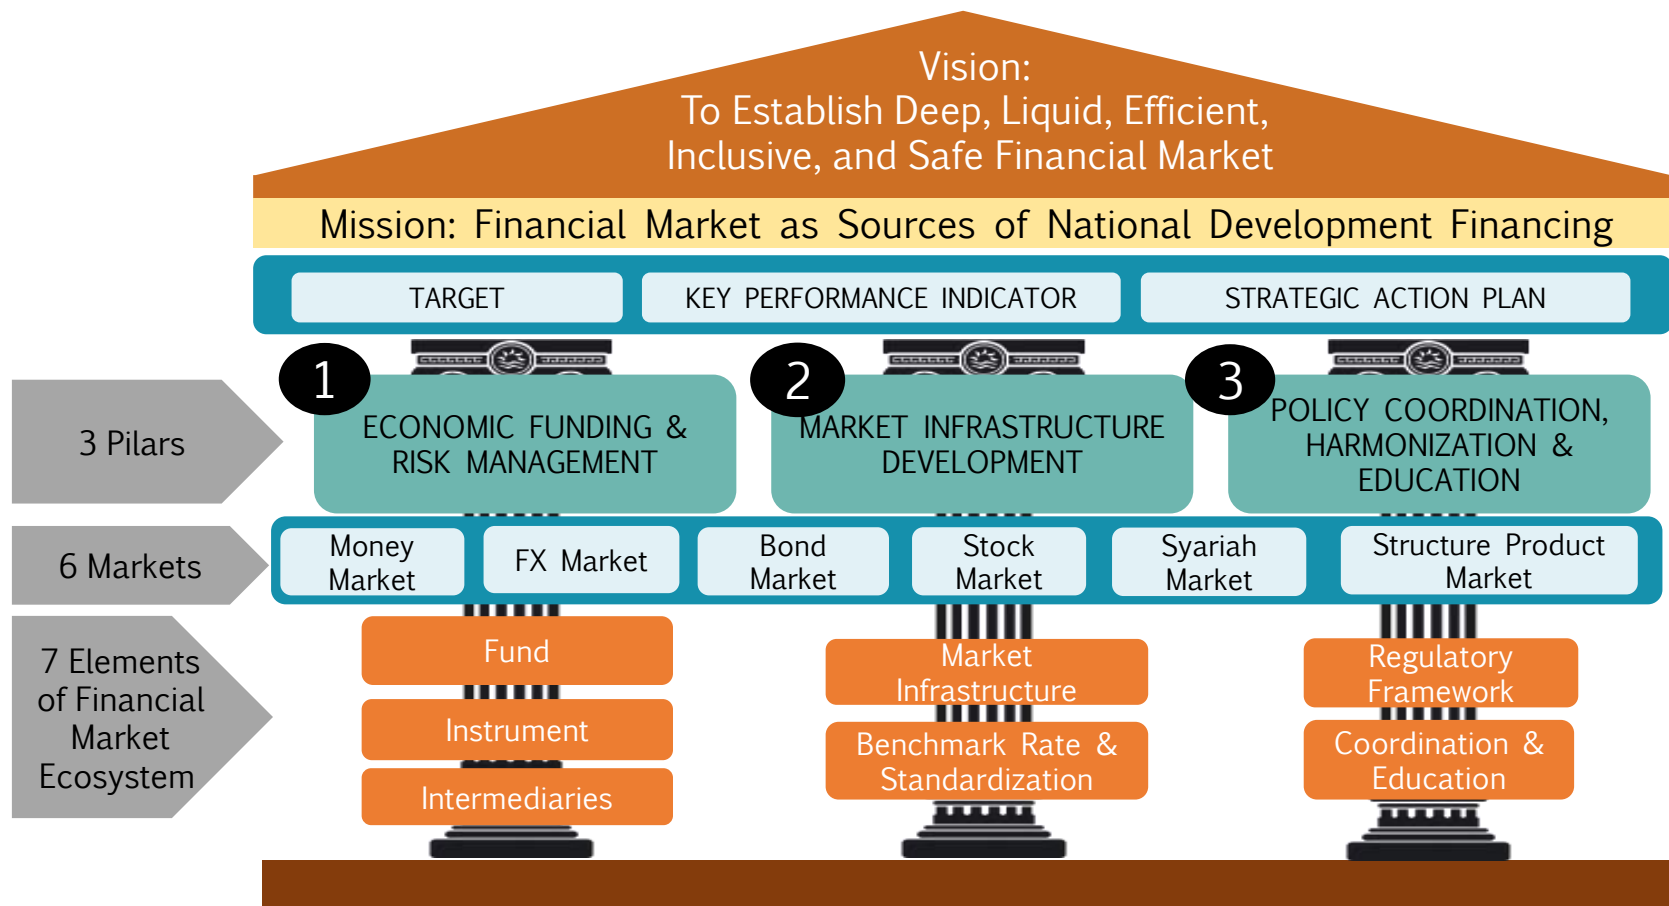 Vision:
To Establish Deep, Liquid, Efficient,
Inclusive, and Safe Financial Market
Mission: Financial Market as Sources of National Development Financing
TARGET
KEY PERFORMANCE INDICATOR
STRATEGIC ACTION PLAN
3 Pilars
1
ECONOMIC FUNDING &
RISK MANAGEMENT
2
MARKET INFRASTRUCTURE
DEVELOPMENT
3
POLICY COORDINATION,
HARMONIZATION &
EDUCATION
6 Markets
Money
Market
FX Market
Bond
Market
Stock
Market
Syariah
Market
Structure Product
Market
7 Elements
of Financial
Market
Ecosystem
Fund
Instrument
Intermediaries
Market
Infrastructure
Benchmark Rate &
Standardization
Regulatory
Framework
Coordination &
Education